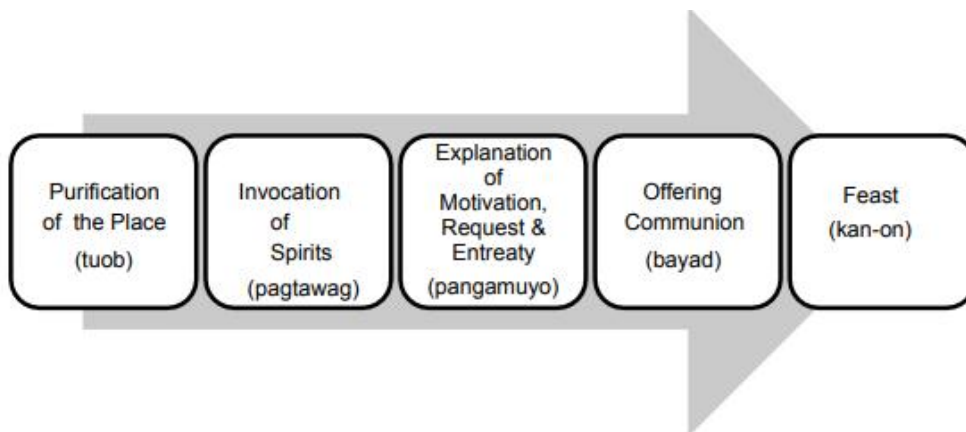 Purification
of the Place
(tuob)
Invocation
of
Spirits
(pagtawag)
Explanation
of
Motivation,
Request &
Entreaty
(pangamuyo)
Offering
Communion
(bayad)
Feast
(kan-on)